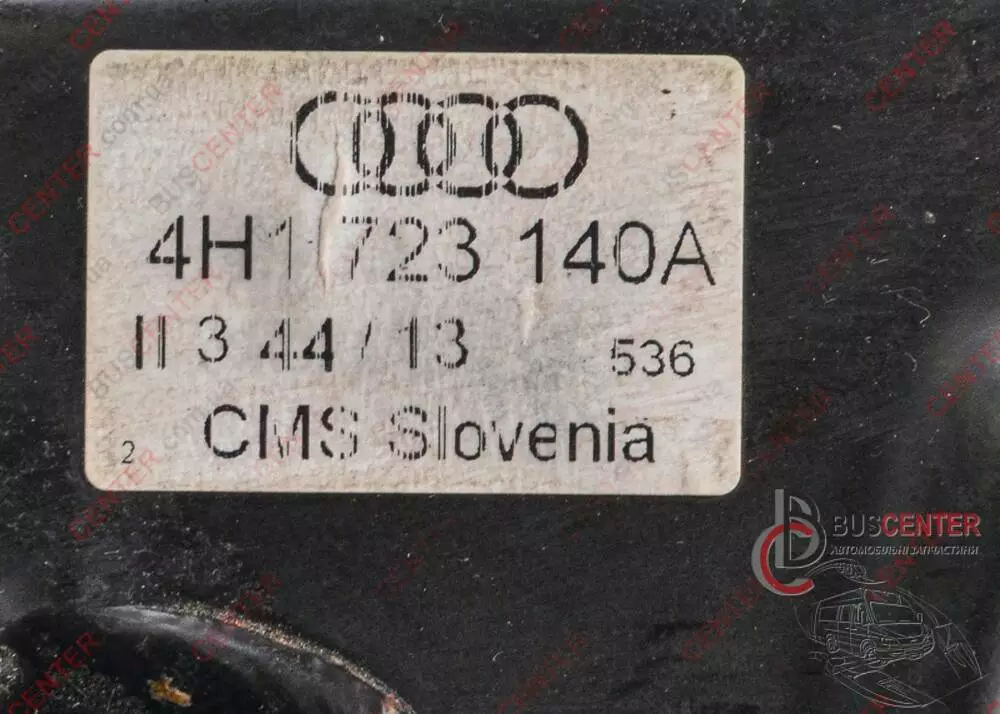 4H1 723 140A
II 3 44/13 536
2 CMS Slovenia
BUSCENTER
АВТОМОБІЛЬНІ ЗАПЧАСТИНИ